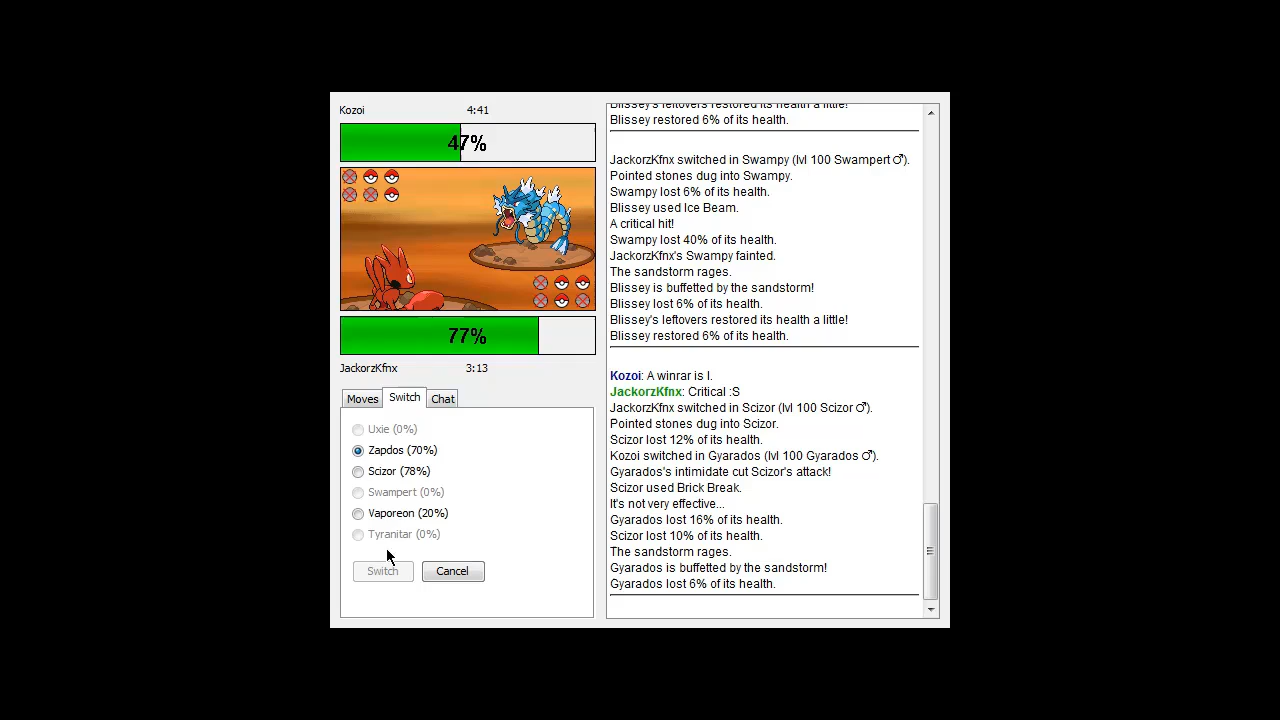 Kozoi 4:41
47%
77%
JackorzKfnx 3:13
Moves Switch Chat
Uxie (0%)
Zapdos (70%)
Scizor (78%)
Swampert (0%)
Vaporeon (20%)
Tyranitar (0%)
Switch Cancel
Blissey's leftovers restored its health a little!
Blissey restored 6% of its health.
JackorzKfnx switched in Swampy (lvl 100 Swampert ♂).
Pointed stones dug into Swampy.
Swampy lost 6% of its health.
Blissey used Ice Beam.
A critical hit!
Swampy lost 40% of its health.
JackorzKfnx's Swampy fainted.
The sandstorm rages.
Blissey is buffetted by the sandstorm!
Blissey lost 6% of its health.
Blissey's leftovers restored its health a little!
Blissey restored 6% of its health.
Kozoi: A winrar is I.
JackorzKfnx: Critical :S
JackorzKfnx switched in Scizor (lvl 100 Scizor ♂).
Pointed stones dug into Scizor.
Scizor lost 12% of its health.
Kozoi switched in Gyarados (lvl 100 Gyarados ♂).
Gyarados's intimidate cut Scizor's attack!
Scizor used Brick Break.
It's not very effective...
Gyarados lost 16% of its health.
Scizor lost 10% of its health.
The sandstorm rages.
Gyarados is buffetted by the sandstorm!
Gyarados lost 6% of its health.